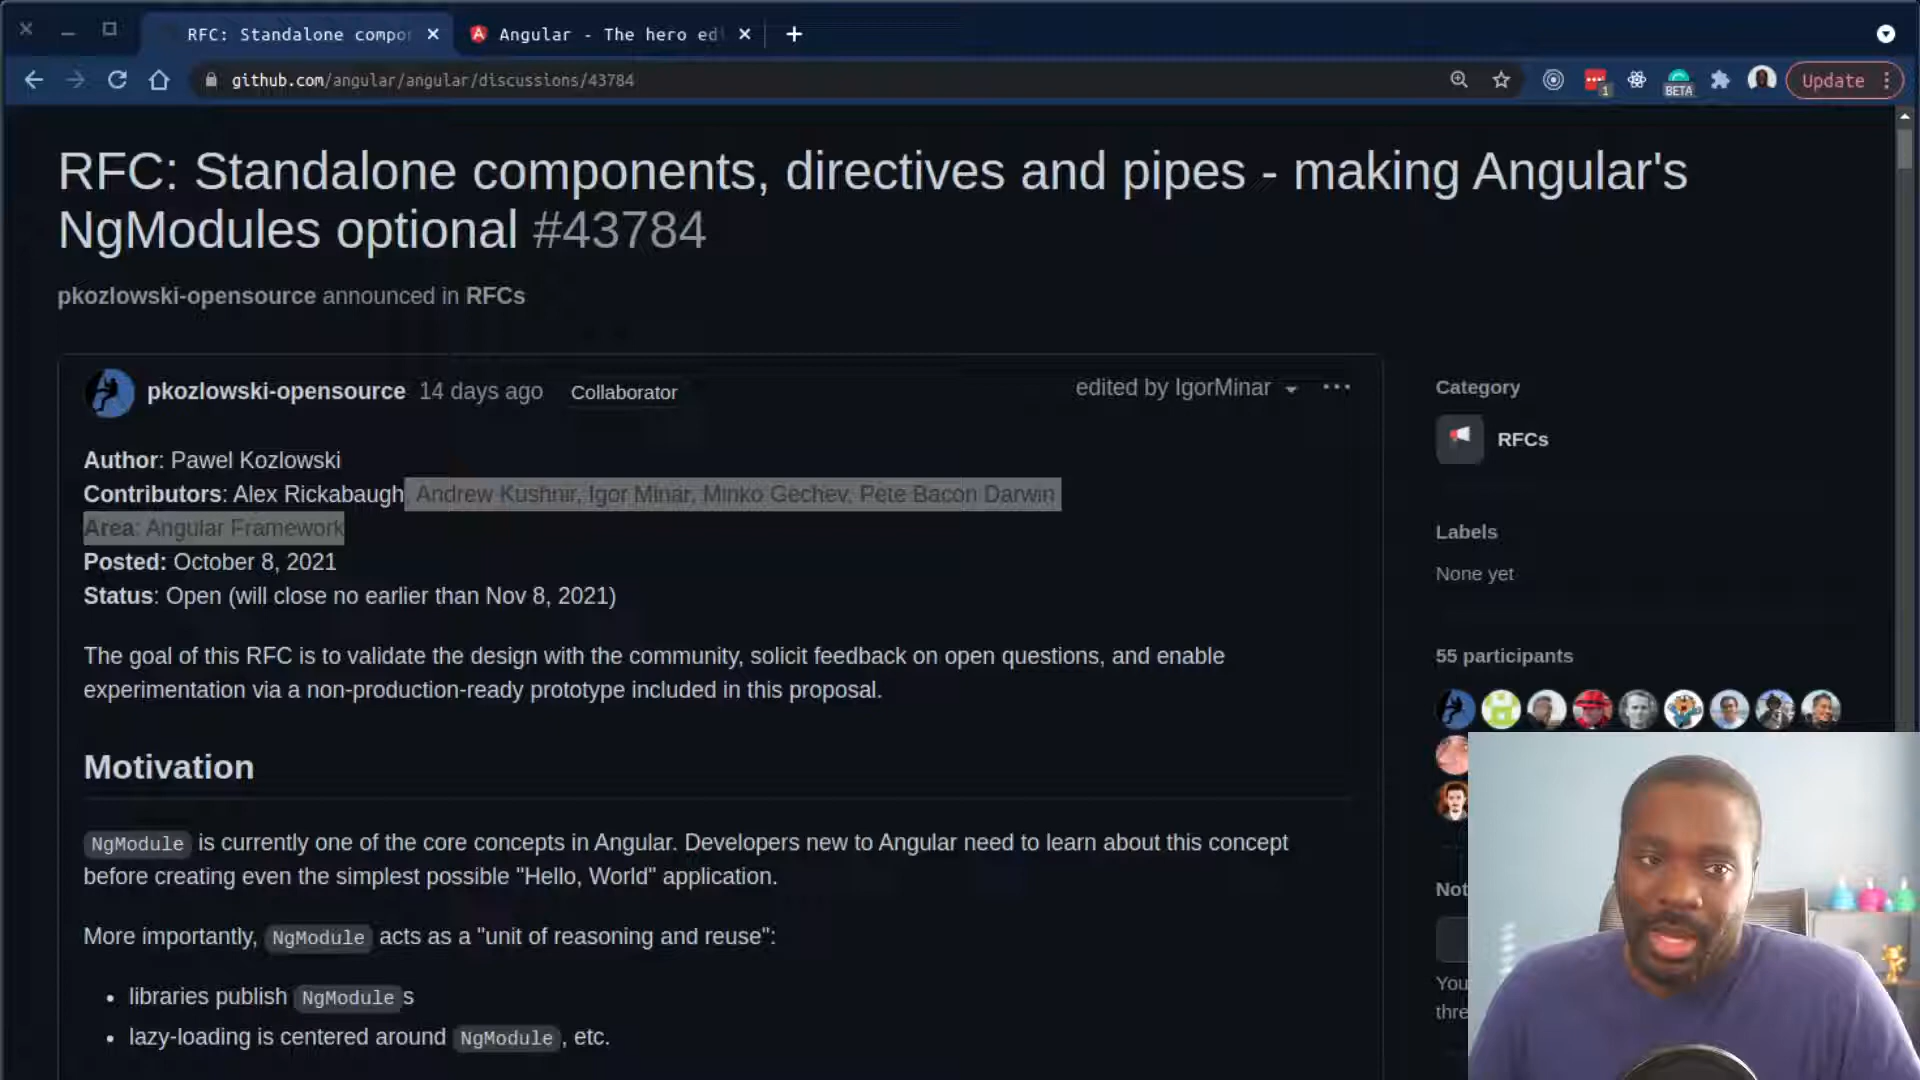 RFC: Standalone compo
Angular - The hero ed
github.com/angular/angular/discussions/43784
1
BETA
Update
RFC: Standalone components, directives and pipes - making Angular's
NgModules optional #43784
pkozlowski-opensource announced in RFCs
pkozlowski-opensource 14 days ago Collaborator
edited by IgorMinar
Author: Pawel Kozlowski
Contributors: Alex Rickabaugh, Andrew Kushnir, Igor Minar, Minko Gechev, Pete Bacon Darwin
Area: Angular Framework
Posted: October 8, 2021
Status: Open (will close no earlier than Nov 8, 2021)
The goal of this RFC is to validate the design with the community, solicit feedback on open questions, and enable
experimentation via a non-production-ready prototype included in this proposal.
Motivation
NgModule is currently one of the core concepts in Angular. Developers new to Angular need to learn about this concept
before creating even the simplest possible "Hello, World" application.
More importantly, NgModule acts as a "unit of reasoning and reuse":
• libraries publish NgModules
• lazy-loading is centered around NgModule, etc.
Category
RFCs
Labels
None yet
55 participants
Not
You
thre